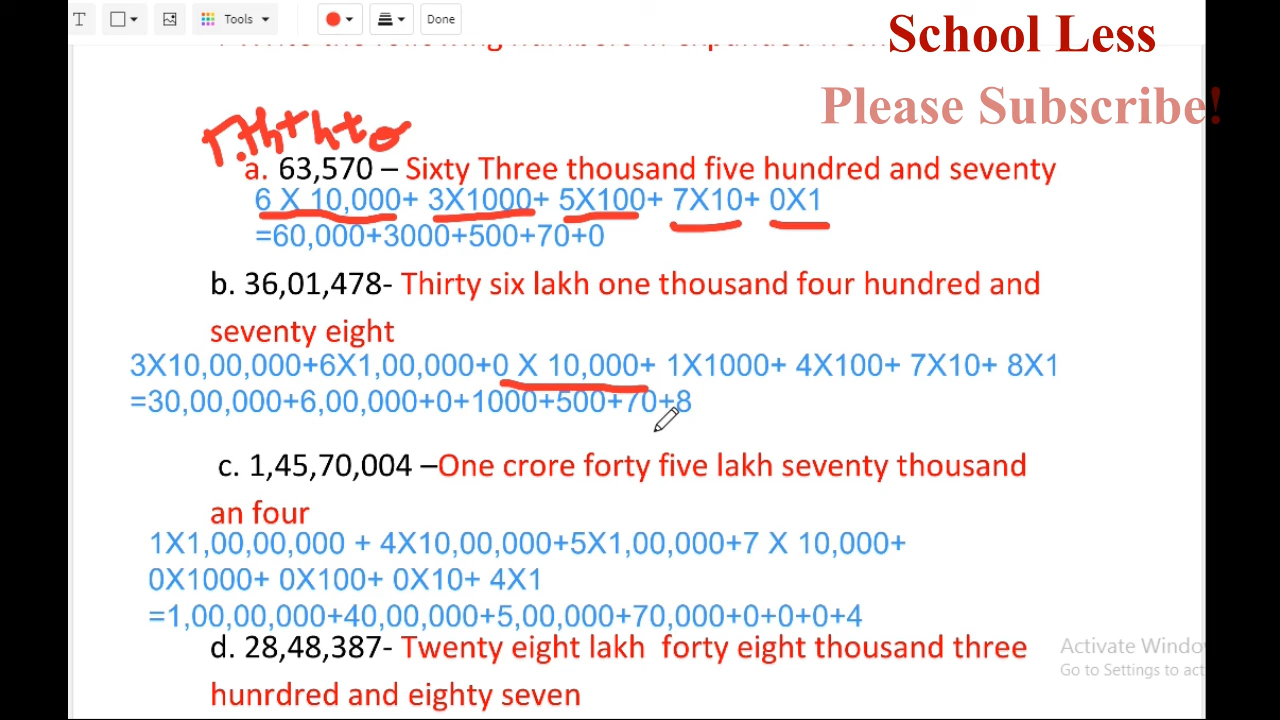 T Tools Done
School Less
Please Subscribe!
T.th th h t o
a. 63,570 – Sixty Three thousand five hundred and seventy
6 X 10,000+ 3X1000+ 5X100+ 7X10+ 0X1
=60,000+3000+500+70+0
b. 36,01,478- Thirty six lakh one thousand four hundred and
seventy eight
3X10,00,000+6X1,00,000+0 X 10,000+ 1X1000+ 4X100+ 7X10+ 8X1
=30,00,000+6,00,000+0+1000+500+70+8
c. 1,45,70,004 –One crore forty five lakh seventy thousand
an four
1X1,00,00,000 + 4X10,00,000+5X1,00,000+7 X 10,000+
0X1000+ 0X100+ 0X10+ 4X1
=1,00,00,000+40,00,000+5,00,000+70,000+0+0+0+4
d. 28,48,387- Twenty eight lakh forty eight thousand three
hunrdred and eighty seven
Activate Windo
Go to Settings to act